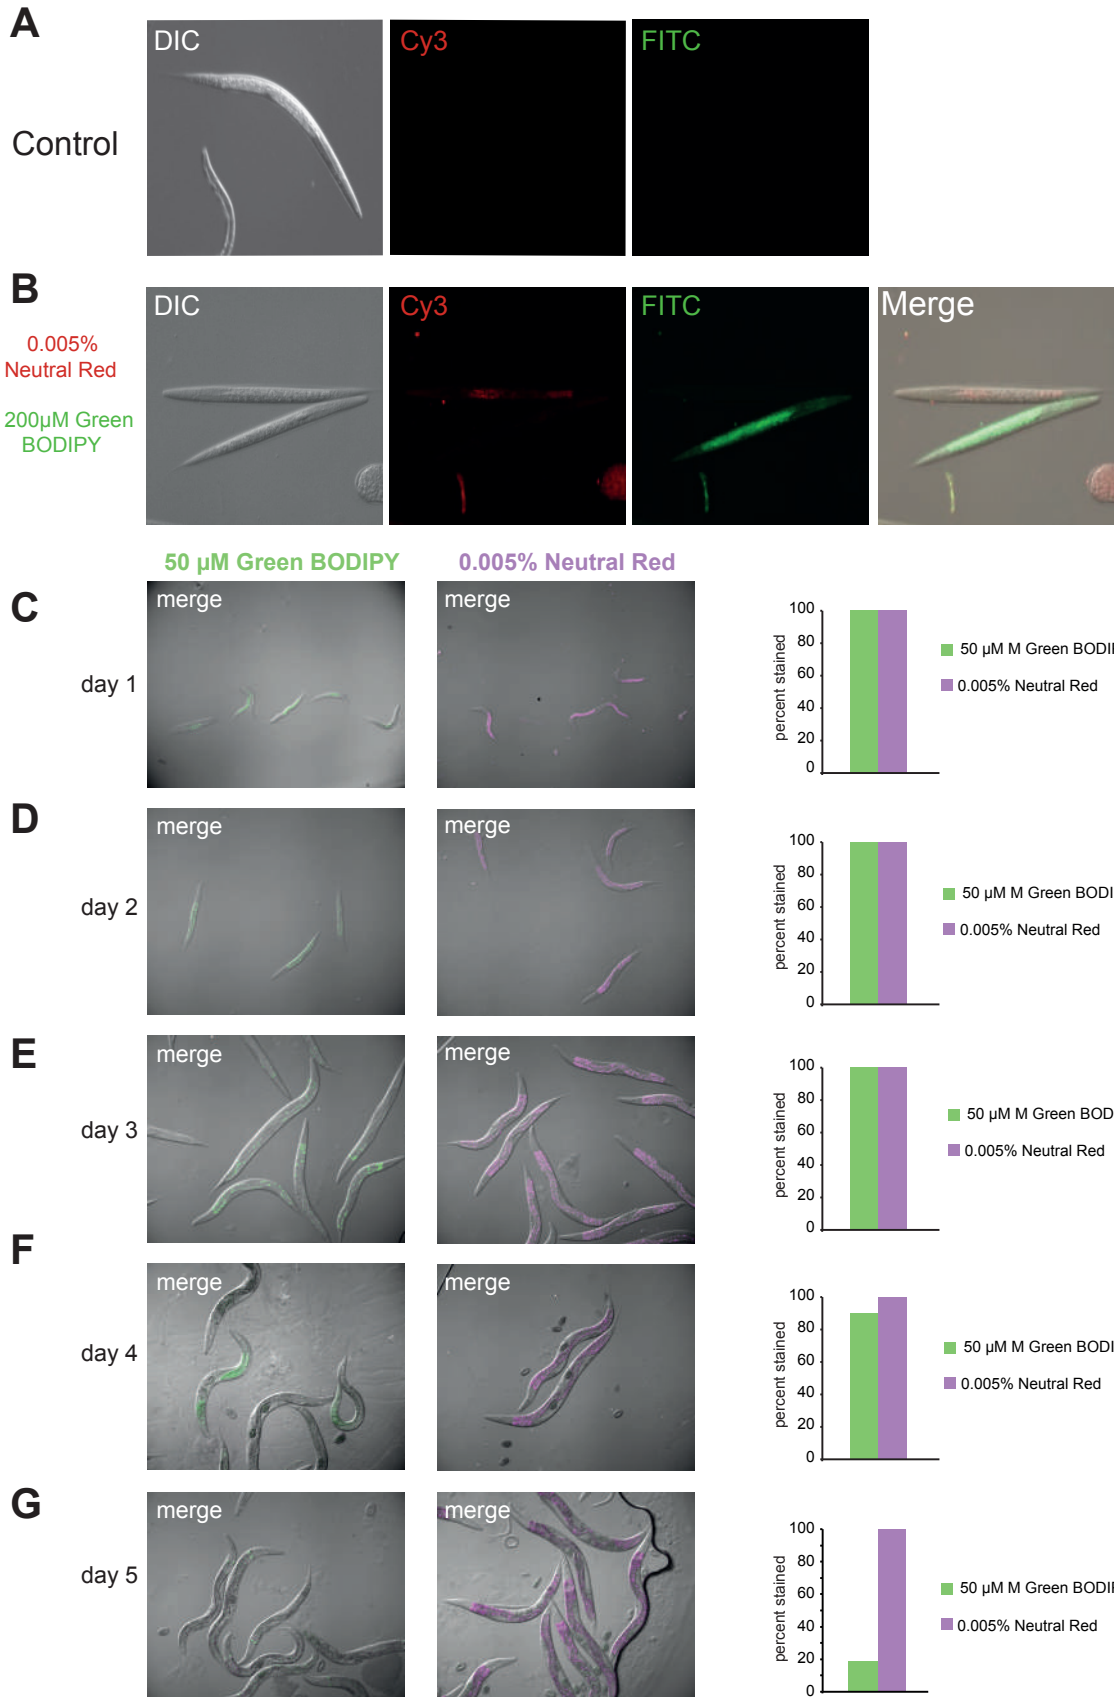 A
DIC
Cy3
FITC
Control
B
DIC
Cy3
FITC
Merge
0.005%
Neutral Red
200µM Green
BODIPY
50 µM Green BODIPY
0.005% Neutral Red
C
merge
merge
day 1
percent stained
100
80
60
40
20
0
50 µM M Green BODI
0.005% Neutral Red
D
merge
merge
day 2
percent stained
100
80
60
40
20
0
50 µM M Green BODI
0.005% Neutral Red
E
merge
merge
day 3
percent stained
100
80
60
40
20
0
50 µM M Green BOD
0.005% Neutral Red
F
merge
merge
day 4
percent stained
100
80
60
40
20
0
50 µM M Green BODI
0.005% Neutral Red
G
merge
merge
day 5
percent stained
100
80
60
40
20
0
50 µM M Green BODI
0.005% Neutral Red